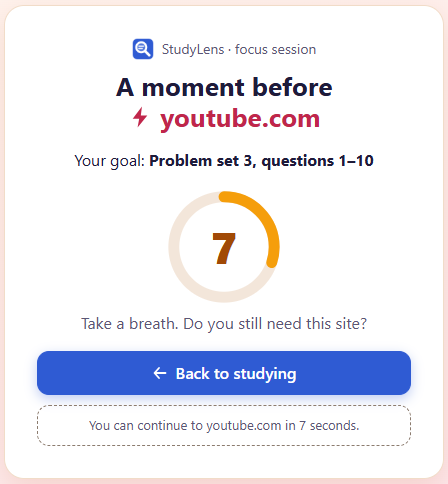 StudyLens · focus session
A moment before
youtube.com
Your goal: Problem set 3, questions 1–10
7
Take a breath. Do you still need this site?
← Back to studying
You can continue to youtube.com in 7 seconds.